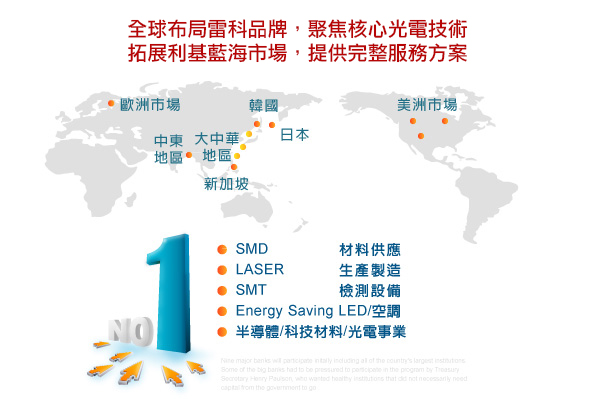 全球布局雷科品牌，聚焦核心光電技術
拓展利基藍海市場，提供完整服務方案
歐洲市場
韓國
美洲市場
日本
中東
地區
大中華
地區
新加坡
SMD 材料供應
LASER 生產製造
SMT 檢測設備
Energy Saving LED/空調
半導體/科技材料/光電事業
NO 1
Nine major banks will participate initially including all of the country's largest institutions.
Some of the big banks had to be pressured to participate in the program by Treasury
Secretary Henry Paulson, who wanted healthy institutions that did not necessarily need
capital from the government to go